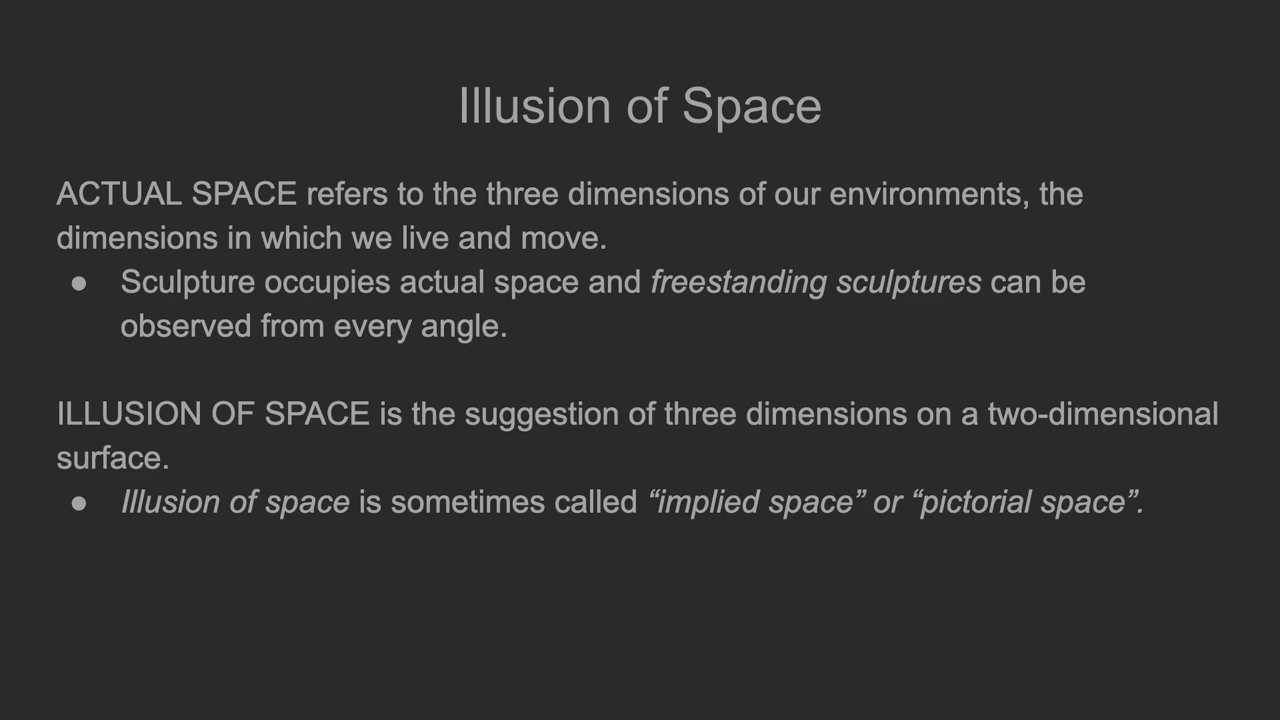 Illusion of Space
ACTUAL SPACE refers to the three dimensions of our environments, the
dimensions in which we live and move.
● Sculpture occupies actual space and freestanding sculptures can be
observed from every angle.
ILLUSION OF SPACE is the suggestion of three dimensions on a two-dimensional
surface.
● Illusion of space is sometimes called “implied space” or “pictorial space”.